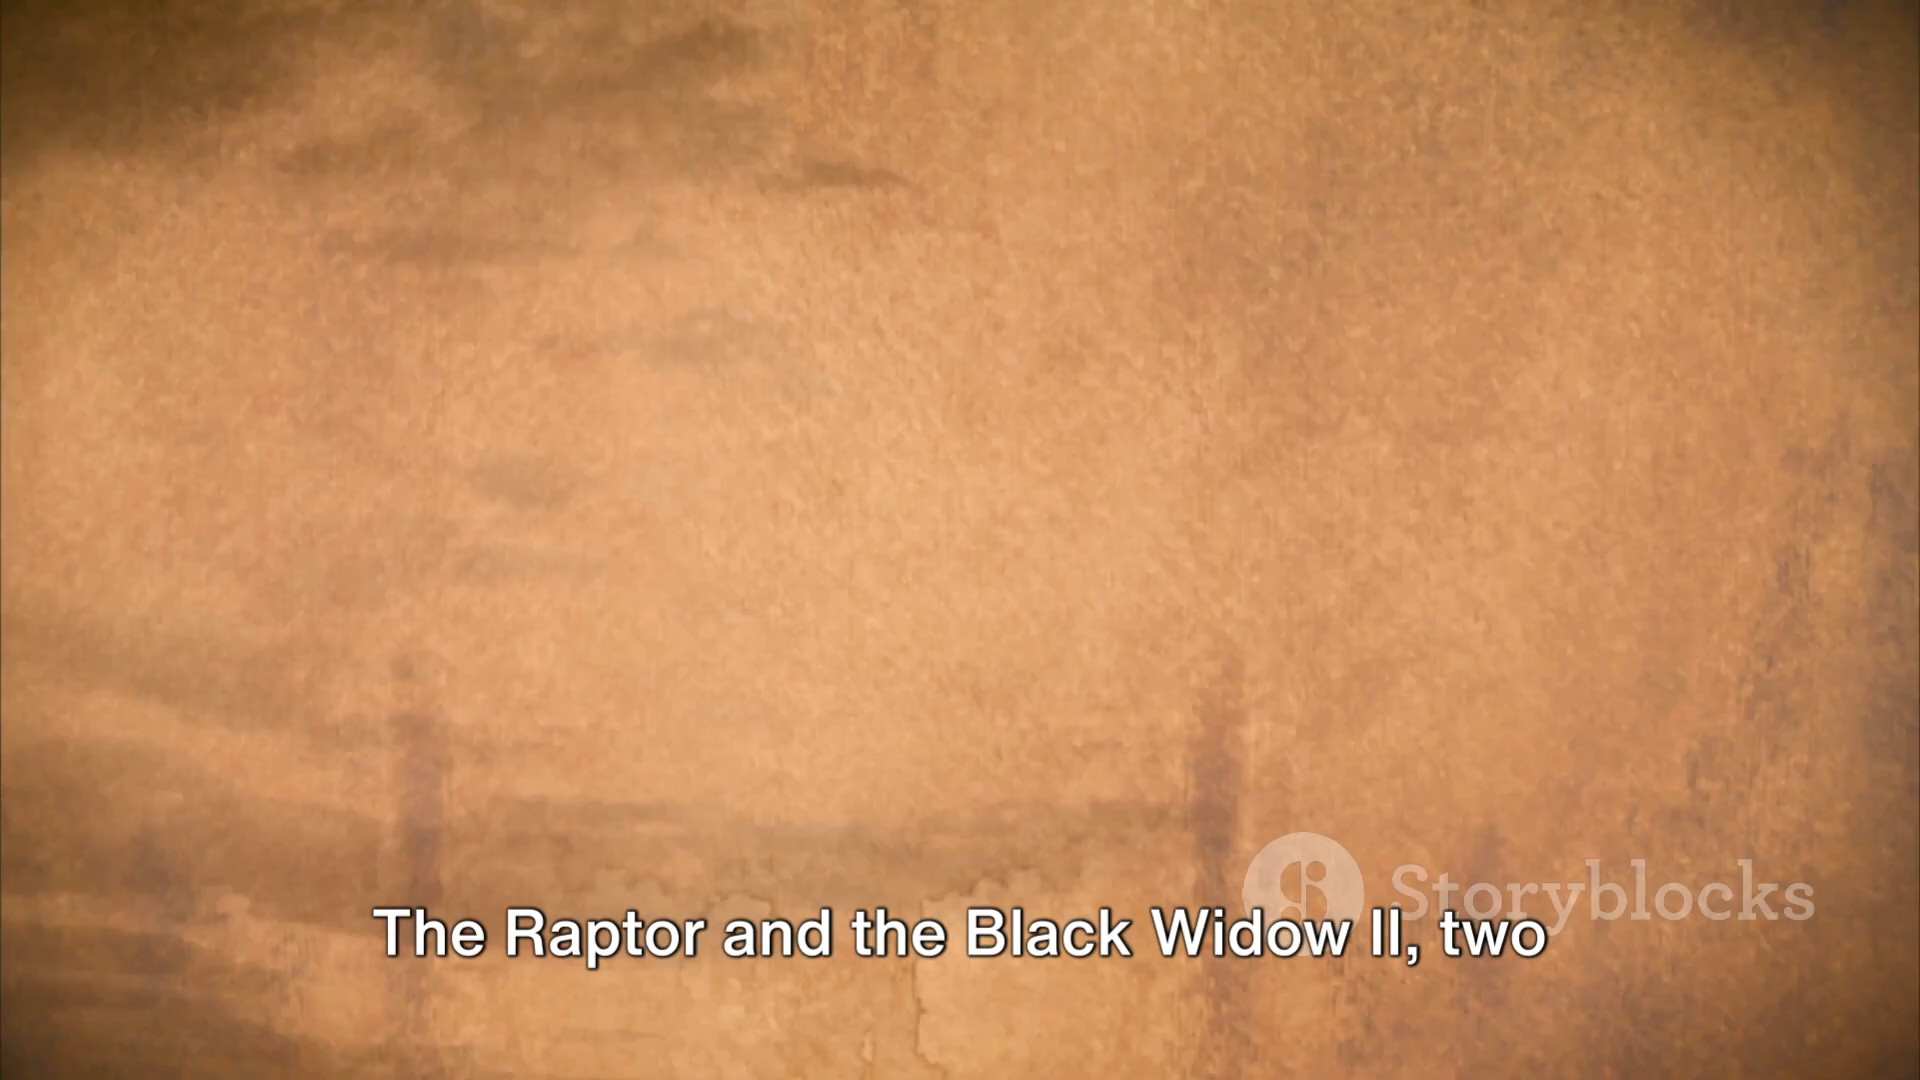 Storyblocks
The Raptor and the Black Widow II, two